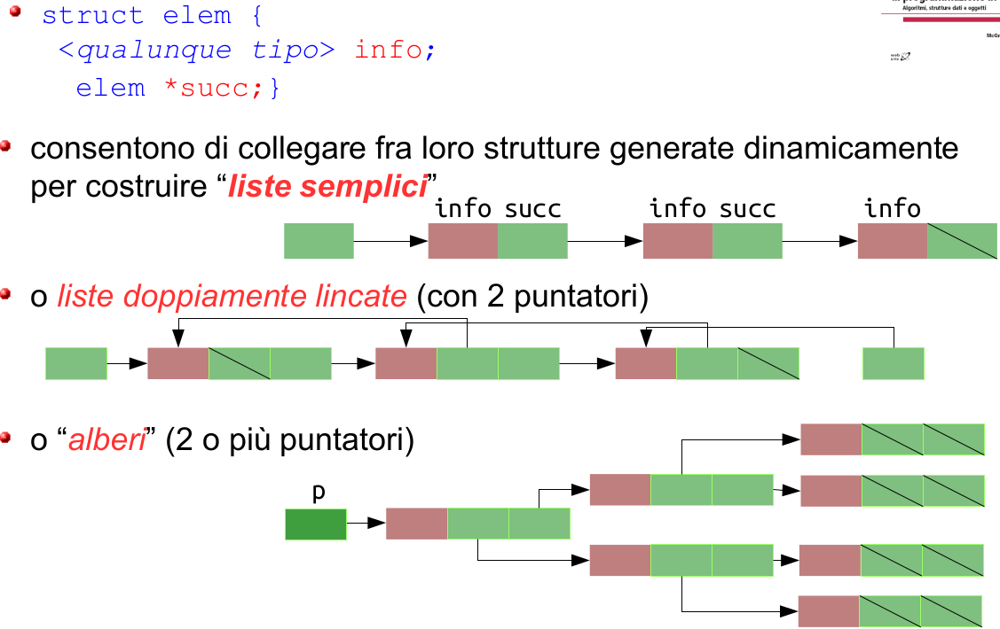 struct elem {
<qualunque tipo> info;
elem *succ;}
Algoritmi, strutture dati e oggetti
web
site
consentono di collegare fra loro strutture generate dinamicamente
per costruire “liste semplici”
info succ
info succ
info
o liste doppiamente lincate (con 2 puntatori)
o “alberi” (2 o più puntatori)
p